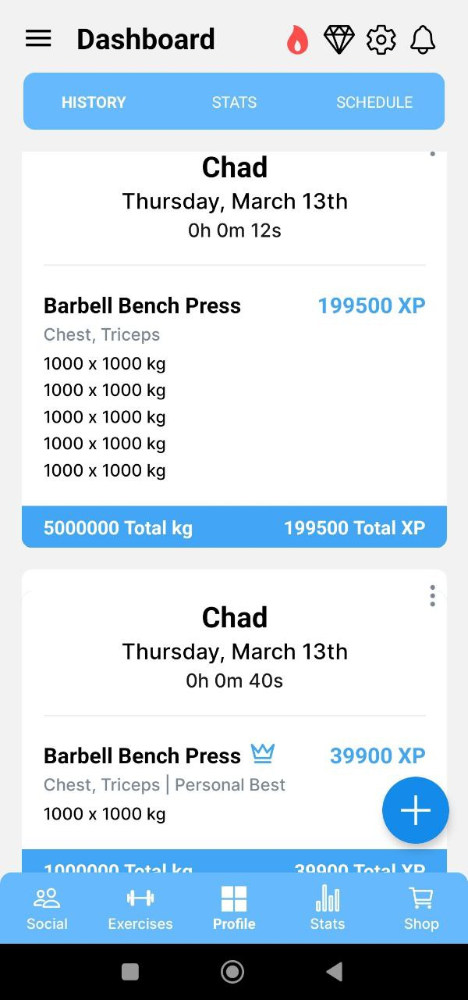 Dashboard
HISTORY STATS SCHEDULE
Chad
Thursday, March 13th
0h 0m 12s
Barbell Bench Press 199500 XP
Chest, Triceps
1000 x 1000 kg
1000 x 1000 kg
1000 x 1000 kg
1000 x 1000 kg
1000 x 1000 kg
5000000 Total kg 199500 Total XP
Chad
Thursday, March 13th
0h 0m 40s
Barbell Bench Press 39900 XP
Chest, Triceps | Personal Best
1000 x 1000 kg
1000000 Total kg 39900 Total XP
Social Exercises Profile Stats Shop